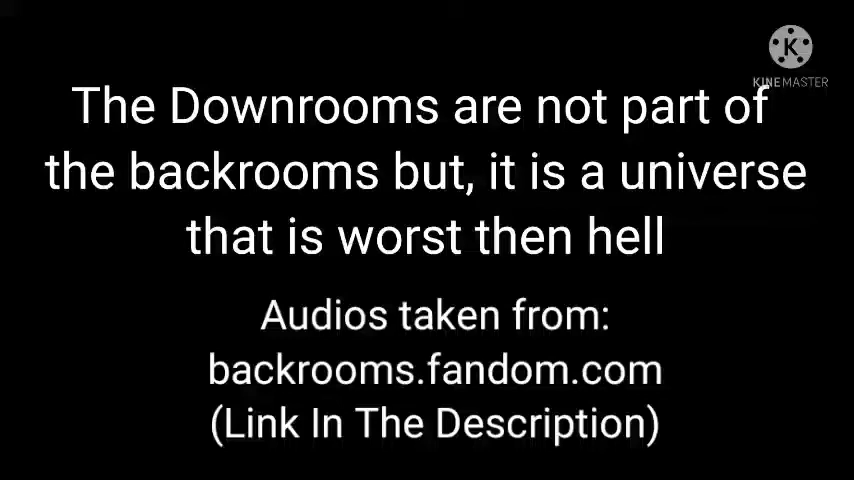 K
KINEMASTER
The Downrooms are not part of
the backrooms but, it is a universe
that is worst then hell
Audios taken from:
backrooms.fandom.com
(Link In The Description)